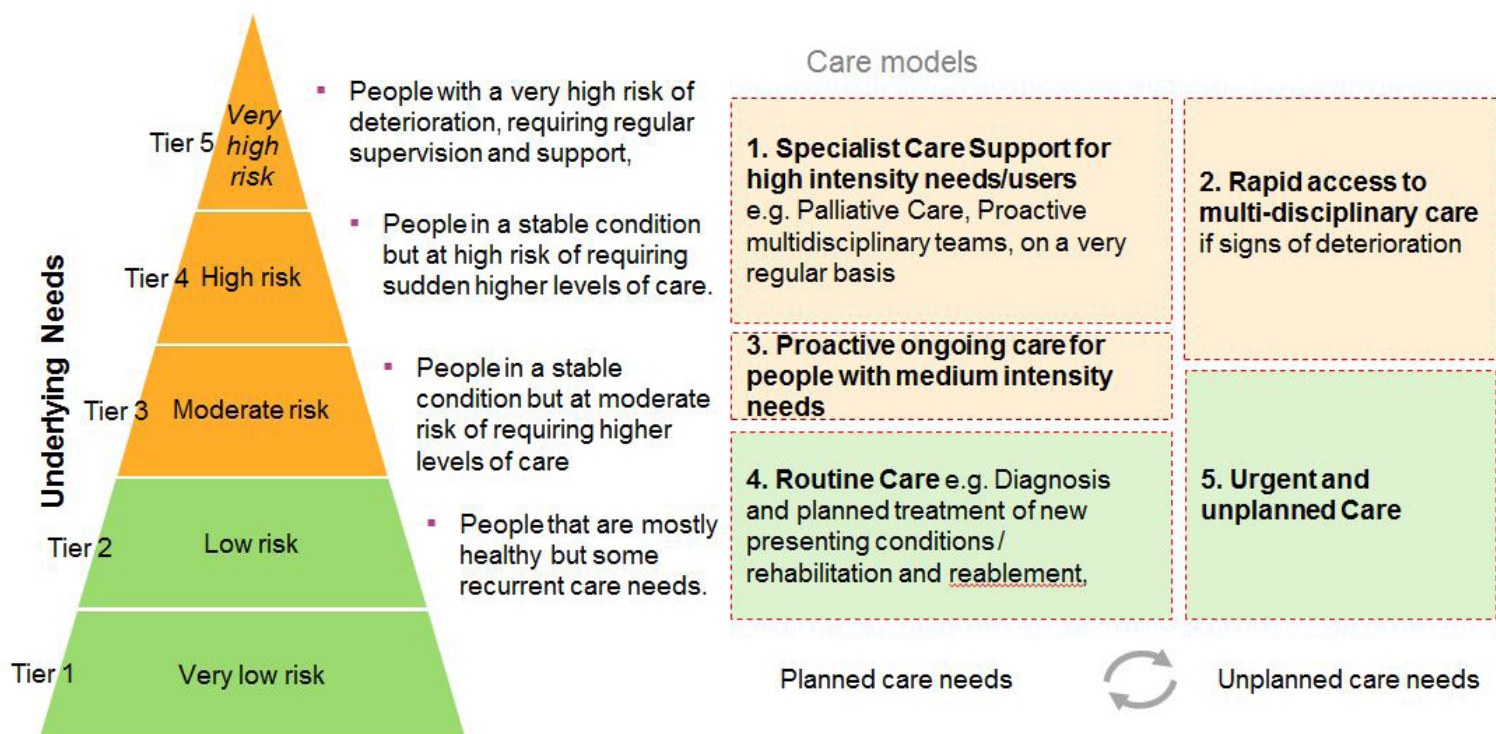 Underlying Needs
Tier 5
Very
high
risk
Tier 4
High risk
Tier 3
Moderate risk
Tier 2
Low risk
Tier 1
Very low risk
▪ People with a very high risk of
deterioration, requiring regular
supervision and support,
▪ People in a stable condition
but at high risk of requiring
sudden higher levels of care.
▪ People in a stable
condition but at moderate
risk of requiring higher
levels of care
▪ People that are mostly
healthy but some
recurrent care needs.
Care models
1. Specialist Care Support for
high intensity needs/users
e.g. Palliative Care, Proactive
multidisciplinary teams, on a very
regular basis
2. Rapid access to
multi-disciplinary care
if signs of deterioration
3. Proactive ongoing care for
people with medium intensity
needs
4. Routine Care e.g. Diagnosis
and planned treatment of new
presenting conditions/
rehabilitation and reablement,
5. Urgent and
unplanned Care
Planned care needs
Unplanned care needs